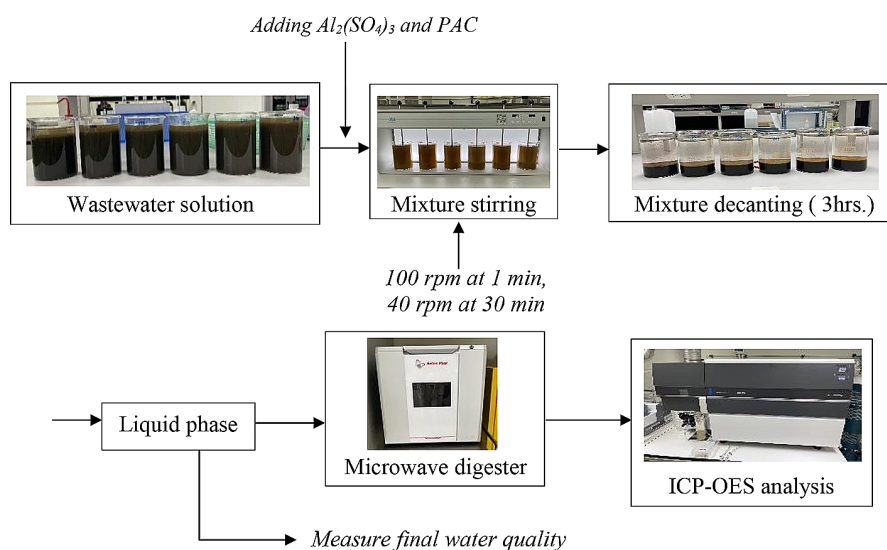 Adding Al₂(SO₄)₃ and PAC
Wastewater solution
Mixture stirring
Mixture decanting ( 3hrs.)
100 rpm at 1 min,
40 rpm at 30 min
Liquid phase
Microwave digester
ICP-OES analysis
Measure final water quality